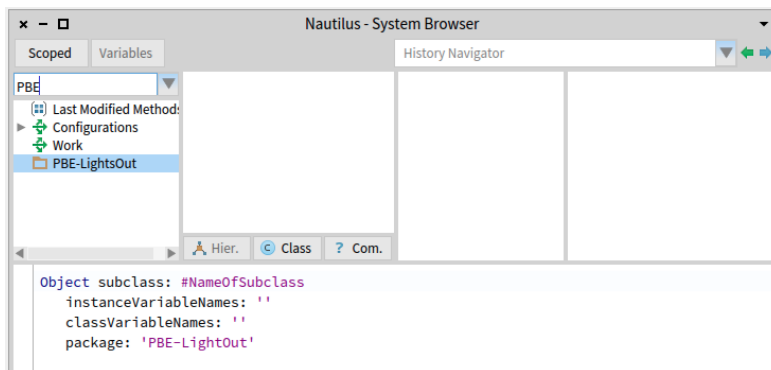 Nautilus - System Browser
Scoped Variables History Navigator
PBE
Last Modified Methods
Configurations
Work
PBE-LightsOut
Hier. Class ? Com.
Object subclass: #NameOfSubclass
instanceVariableNames: ''
classVariableNames: ''
package: 'PBE-LightOut'